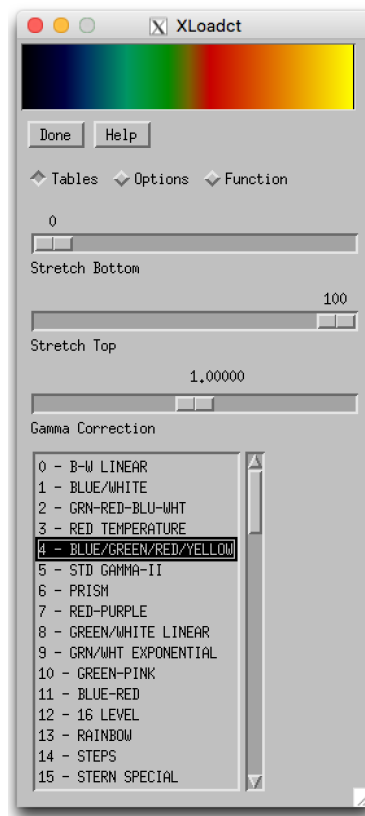 XLoadct
Done Help
Tables Options Function
0
Stretch Bottom
100
Stretch Top
1.00000
Gamma Correction
0 - B-W LINEAR
1 - BLUE/WHITE
2 - GRN-RED-BLU-WHT
3 - RED TEMPERATURE
4 - BLUE/GREEN/RED/YELLOW
5 - STD GAMMA-II
6 - PRISM
7 - RED-PURPLE
8 - GREEN/WHITE LINEAR
9 - GRN/WHT EXPONENTIAL
10 - GREEN-PINK
11 - BLUE-RED
12 - 16 LEVEL
13 - RAINBOW
14 - STEPS
15 - STERN SPECIAL